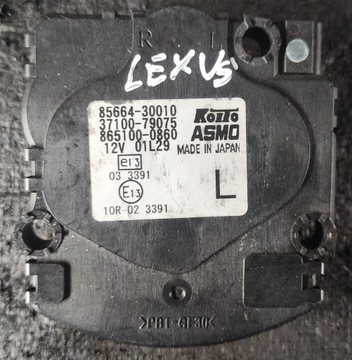 R L
LEXUS
85664-30010
37100-79075
865100-0860
12V 01L29
KOITO
ASMO
MADE IN JAPAN
e13
03 3391
E13
10R-02 3391
L
>PBT-GF30<